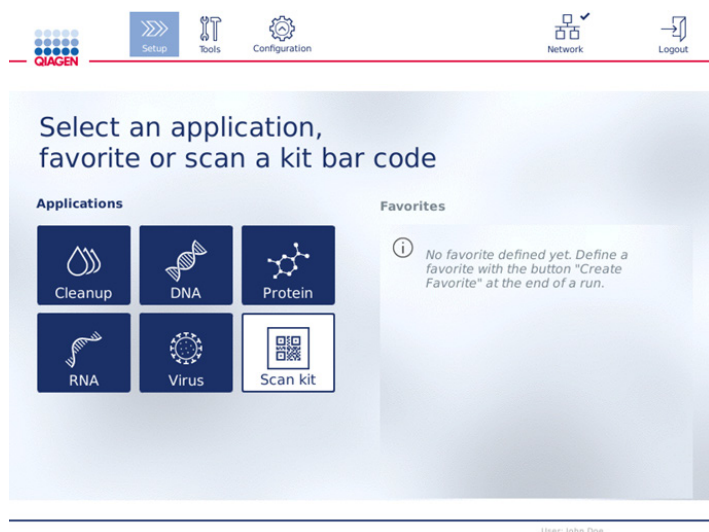 QIAGEN
Setup
Tools
Configuration
Network
Logout
Select an application,
favorite or scan a kit bar code
Applications
Favorites
Cleanup
DNA
Protein
RNA
Virus
Scan kit
No favorite defined yet. Define a
favorite with the button "Create
Favorite" at the end of a run.
User: John Doe